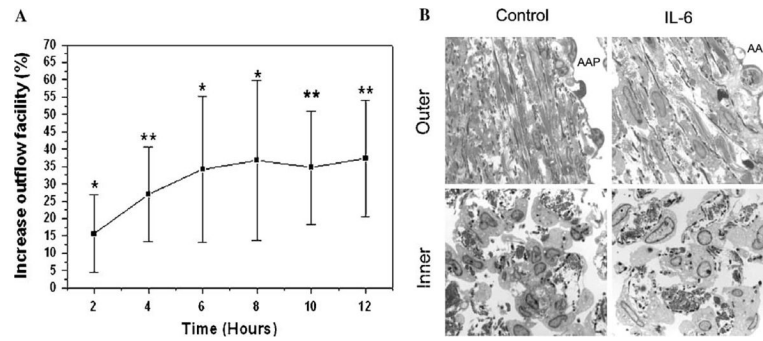 A
Increase outflow facility (%)
70
65
60
55
50
45
40
35
30
25
20
15
10
5
0
*
**
*
*
**
**
2 4 6 8 10 12
Time (Hours)
B
Control IL-6
Outer
AAP
AA
Inner